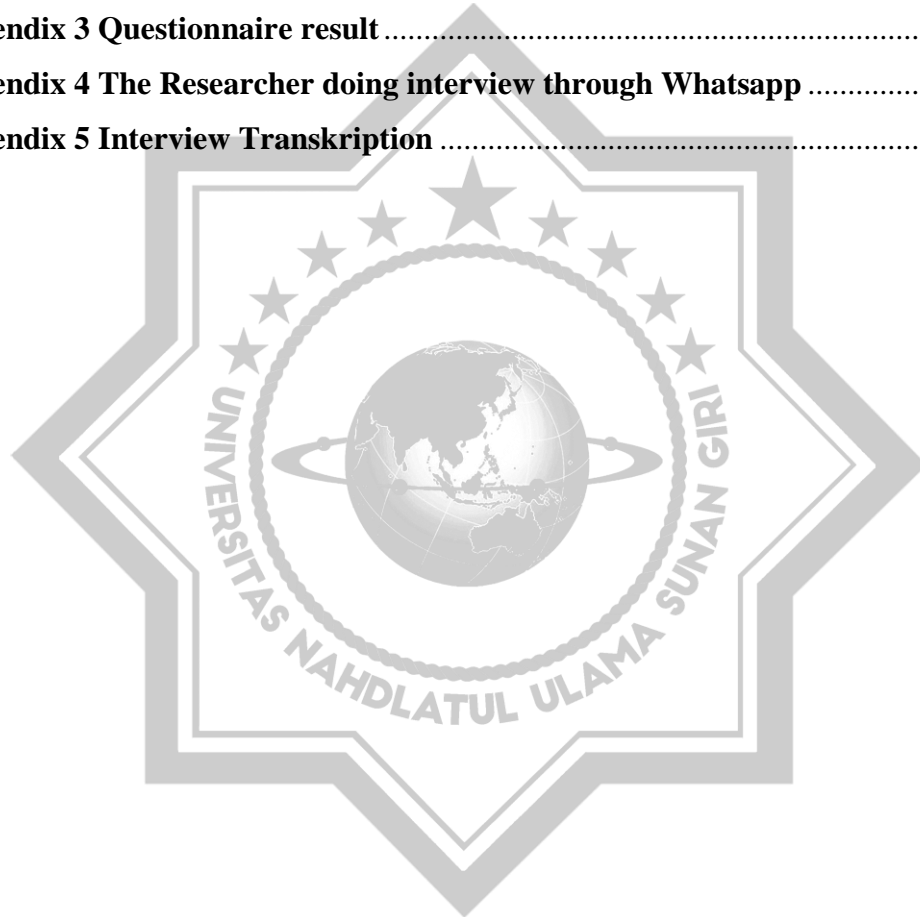 endix 3 Questionnaire result ..........................................................................
endix 4 The Researcher doing interview through Whatsapp ..............
endix 5 Interview Transkription ............................................................
UNIVERSITAS NAHDLATUL ULAMA SUNAN GIRI